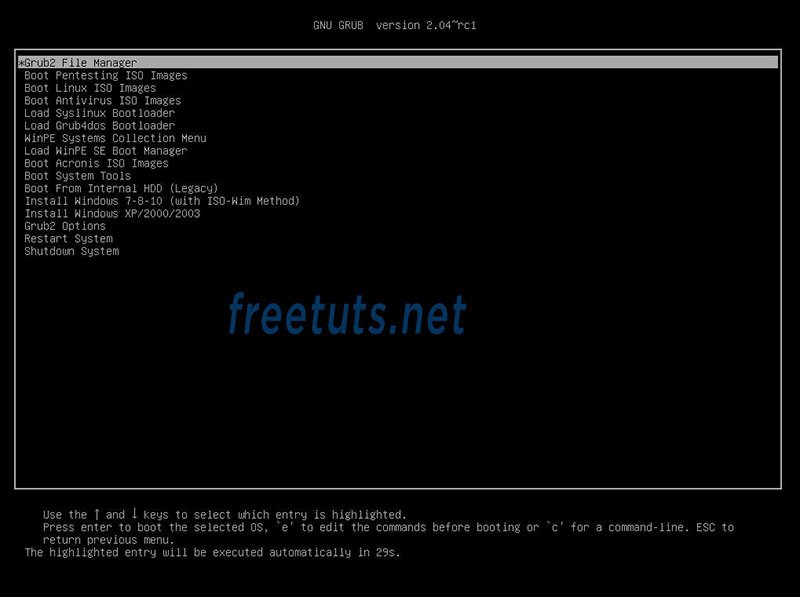 GNU GRUB  version 2.04~rc1
*Grub2 File Manager
Boot Pentesting ISO Images
Boot Linux ISO Images
Boot Antivirus ISO Images
Load Syslinux Bootloader
Load Grub4dos Bootloader
WinPE Systems Collection Menu
Load WinPE SE Boot Manager
Boot Acronis ISO Images
Boot System Tools
Boot From Internal HDD (Legacy)
Install Windows 7-8-10 (with ISO-Wim Method)
Install Windows XP/2000/2003
Grub2 Options
Restart System
Shutdown System
freetuts.net
Use the ↑ and ↓ keys to select which entry is highlighted.
Press enter to boot the selected OS, `e' to edit the commands before booting or `c' for a command-line. ESC to
return previous menu.
The highlighted entry will be executed automatically in 29s.